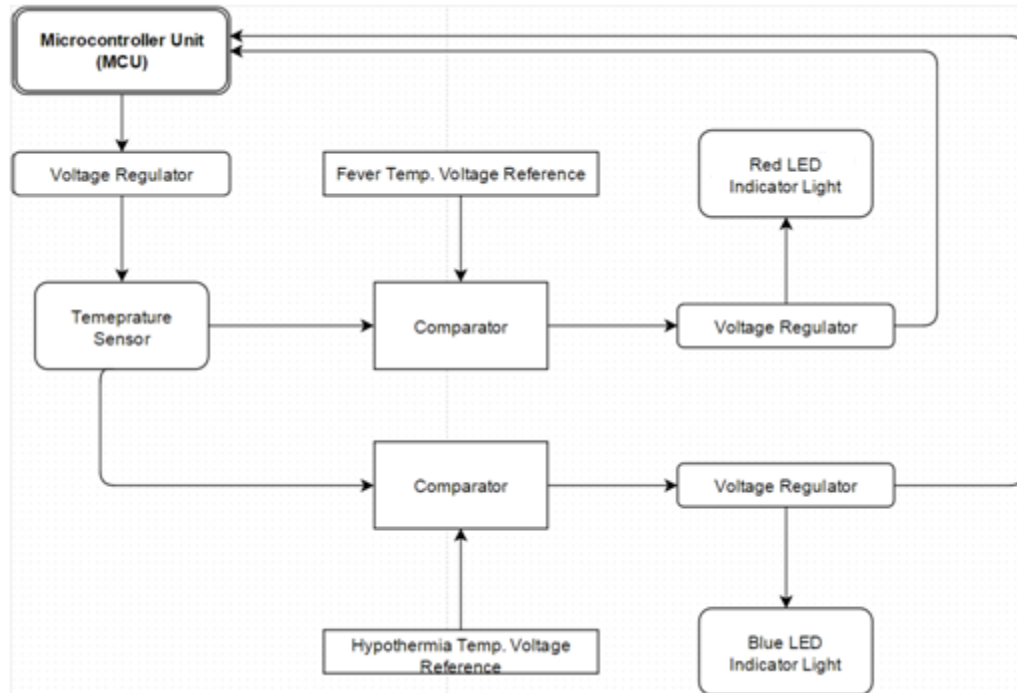 Microcontroller Unit
(MCU)
Voltage Regulator
Fever Temp. Voltage Reference
Red LED
Indicator Light
Temeprature
Sensor
Comparator
Voltage Regulator
Comparator
Voltage Regulator
Hypothermia Temp. Voltage
Reference
Blue LED
Indicator Light